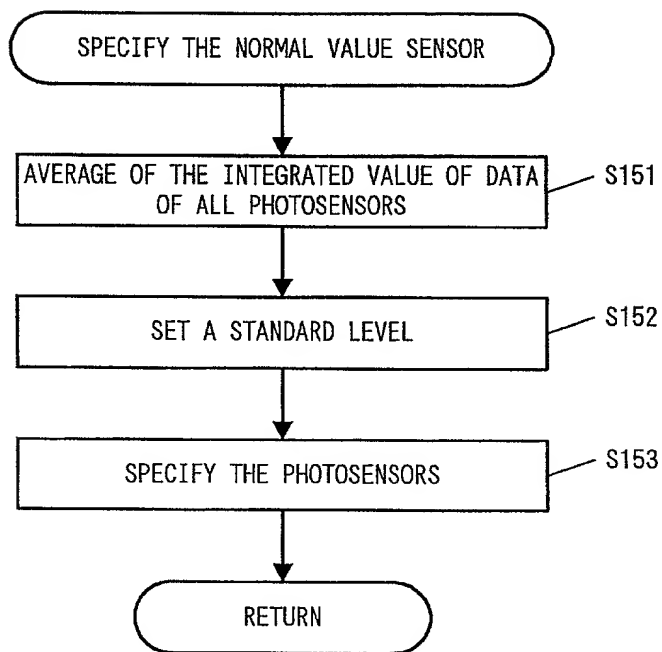 SPECIFY THE NORMAL VALUE SENSOR
AVERAGE OF THE INTEGRATED VALUE OF DATA
OF ALL PHOTOSENSORS
S151
SET A STANDARD LEVEL
S152
SPECIFY THE PHOTOSENSORS
S153
RETURN